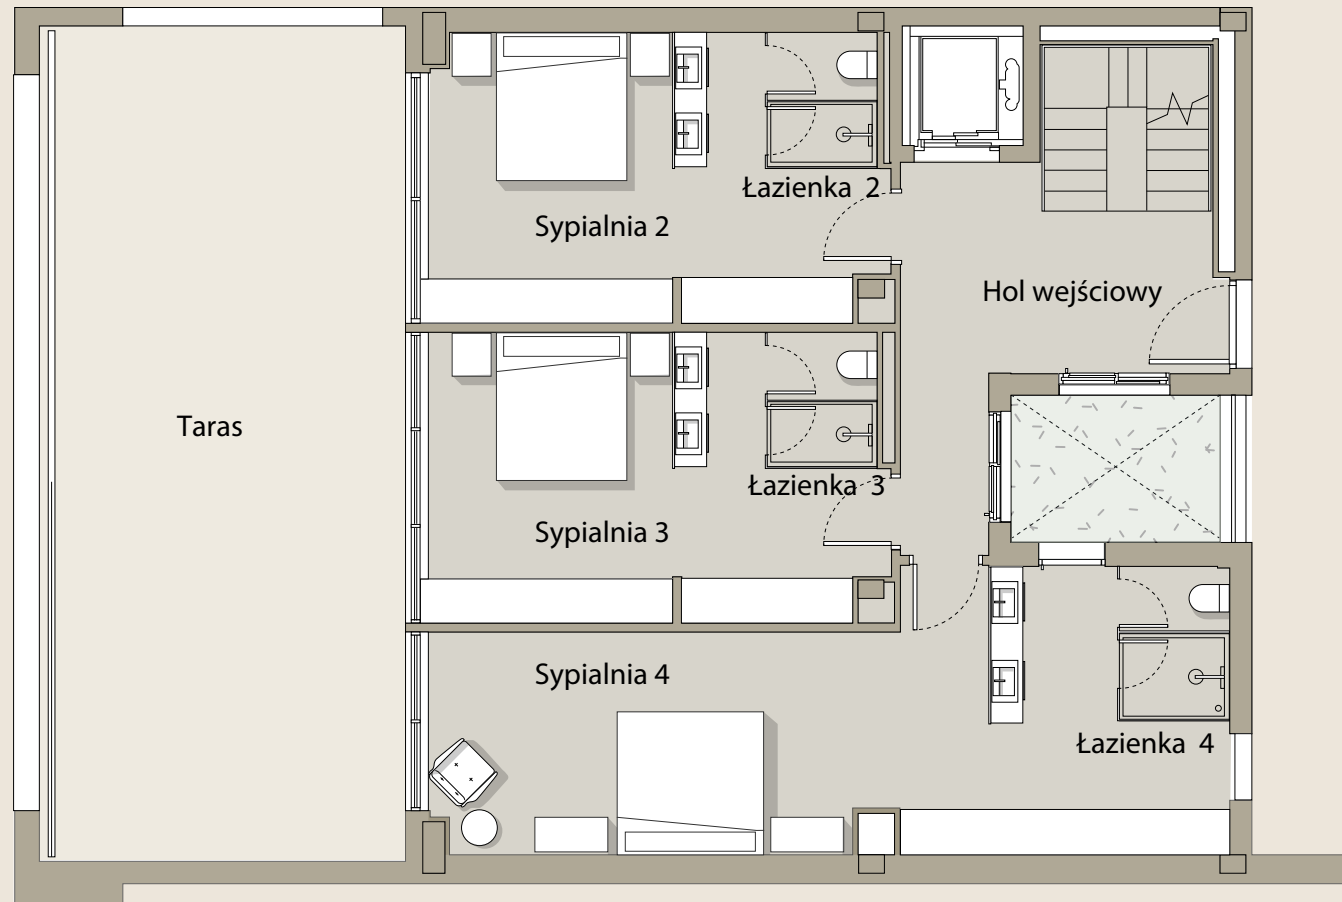 Łazienka 2
Sypialnia 2
Hol wejściowy
Taras
Łazienka 3
Sypialnia 3
Sypialnia 4
Łazienka 4